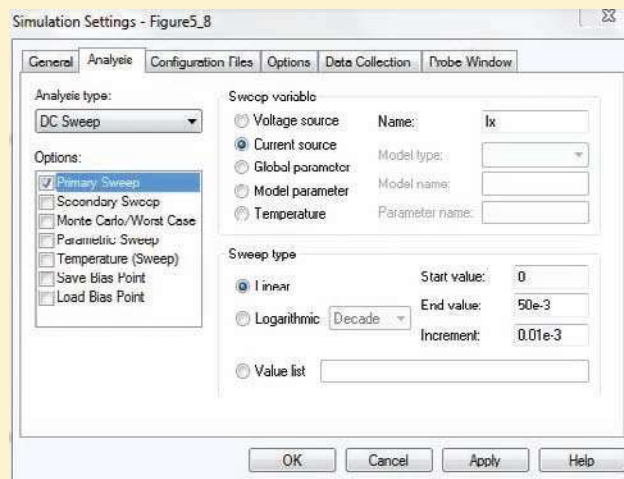 Simulation Settings - Figure5_8
General Analysis Configuration Files Options Data Collection Probe Window
Analysis type:
DC Sweep
Options:
Primary Sweep
Secondary Sweep
Monte Carlo/Worst Case
Parametric Sweep
Temperature (Sweep)
Save Bias Point
Load Bias Point
Sweep variable
Voltage source
Current source
Global parameter
Model parameter
Temperature
Name: Ix
Model type:
Model name:
Parameter name:
Sweep type
Linear
Logarithmic Decade
Value list
Start value: 0
End value: 50e-3
Increment: 0.01e-3
OK Cancel Apply Help